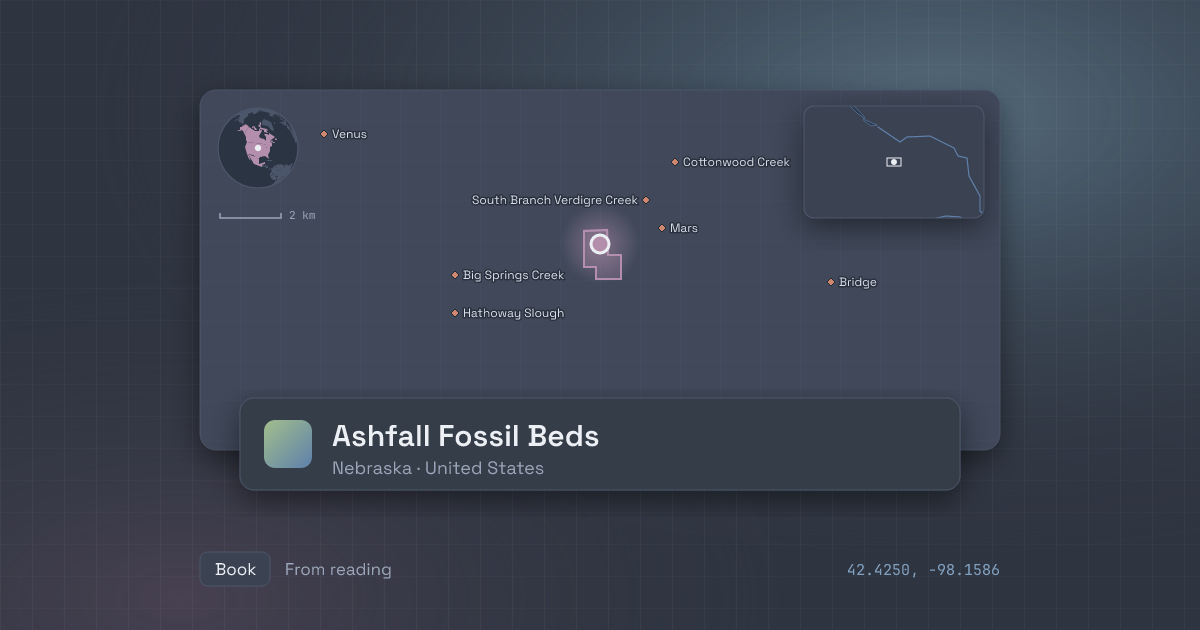 Venus
Cottonwood Creek
2 km
South Branch Verdigre Creek
Mars
Big Springs Creek
Bridge
Hathoway Slough
Ashfall Fossil Beds
Nebraska · United States
Book
From reading
42.4250, -98.1586